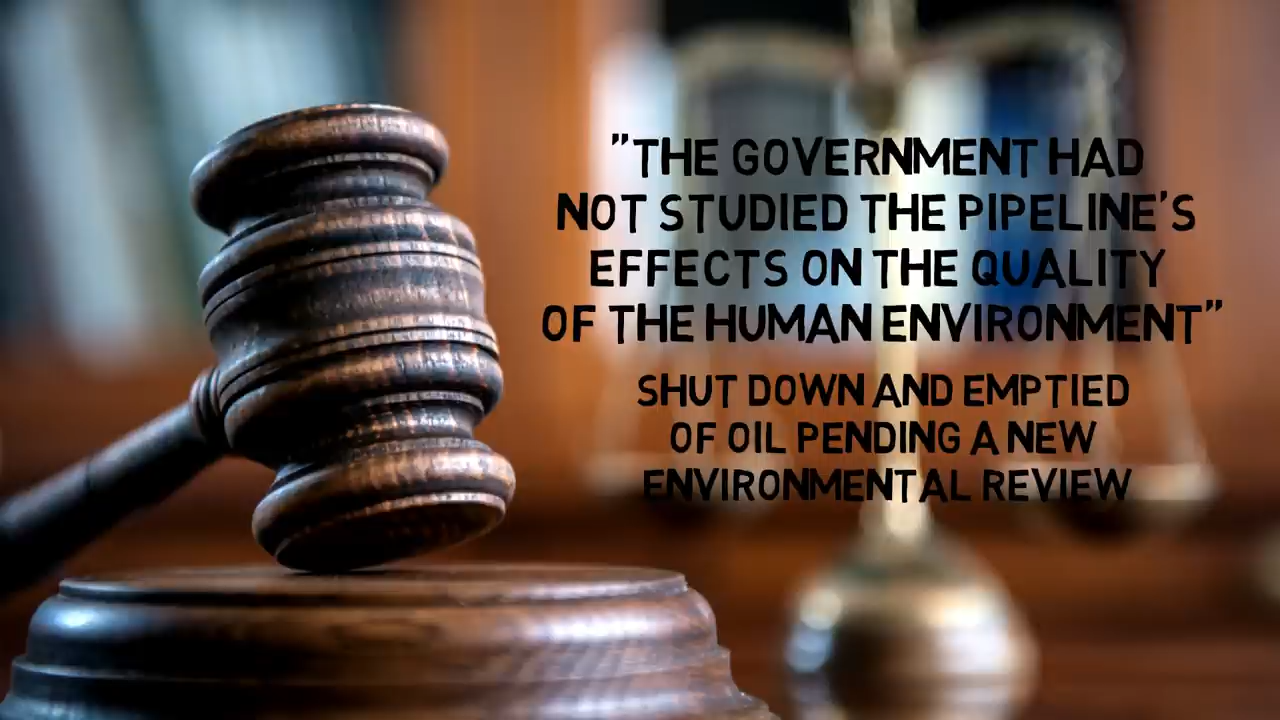 "THE GOVERNMENT HAD
NOT STUDIED THE PIPELINE'S
EFFECTS ON THE QUALITY
OF THE HUMAN ENVIRONMENT"
SHUT DOWN AND EMPTIED
OF OIL PENDING A NEW
ENVIRONMENTAL REVIEW